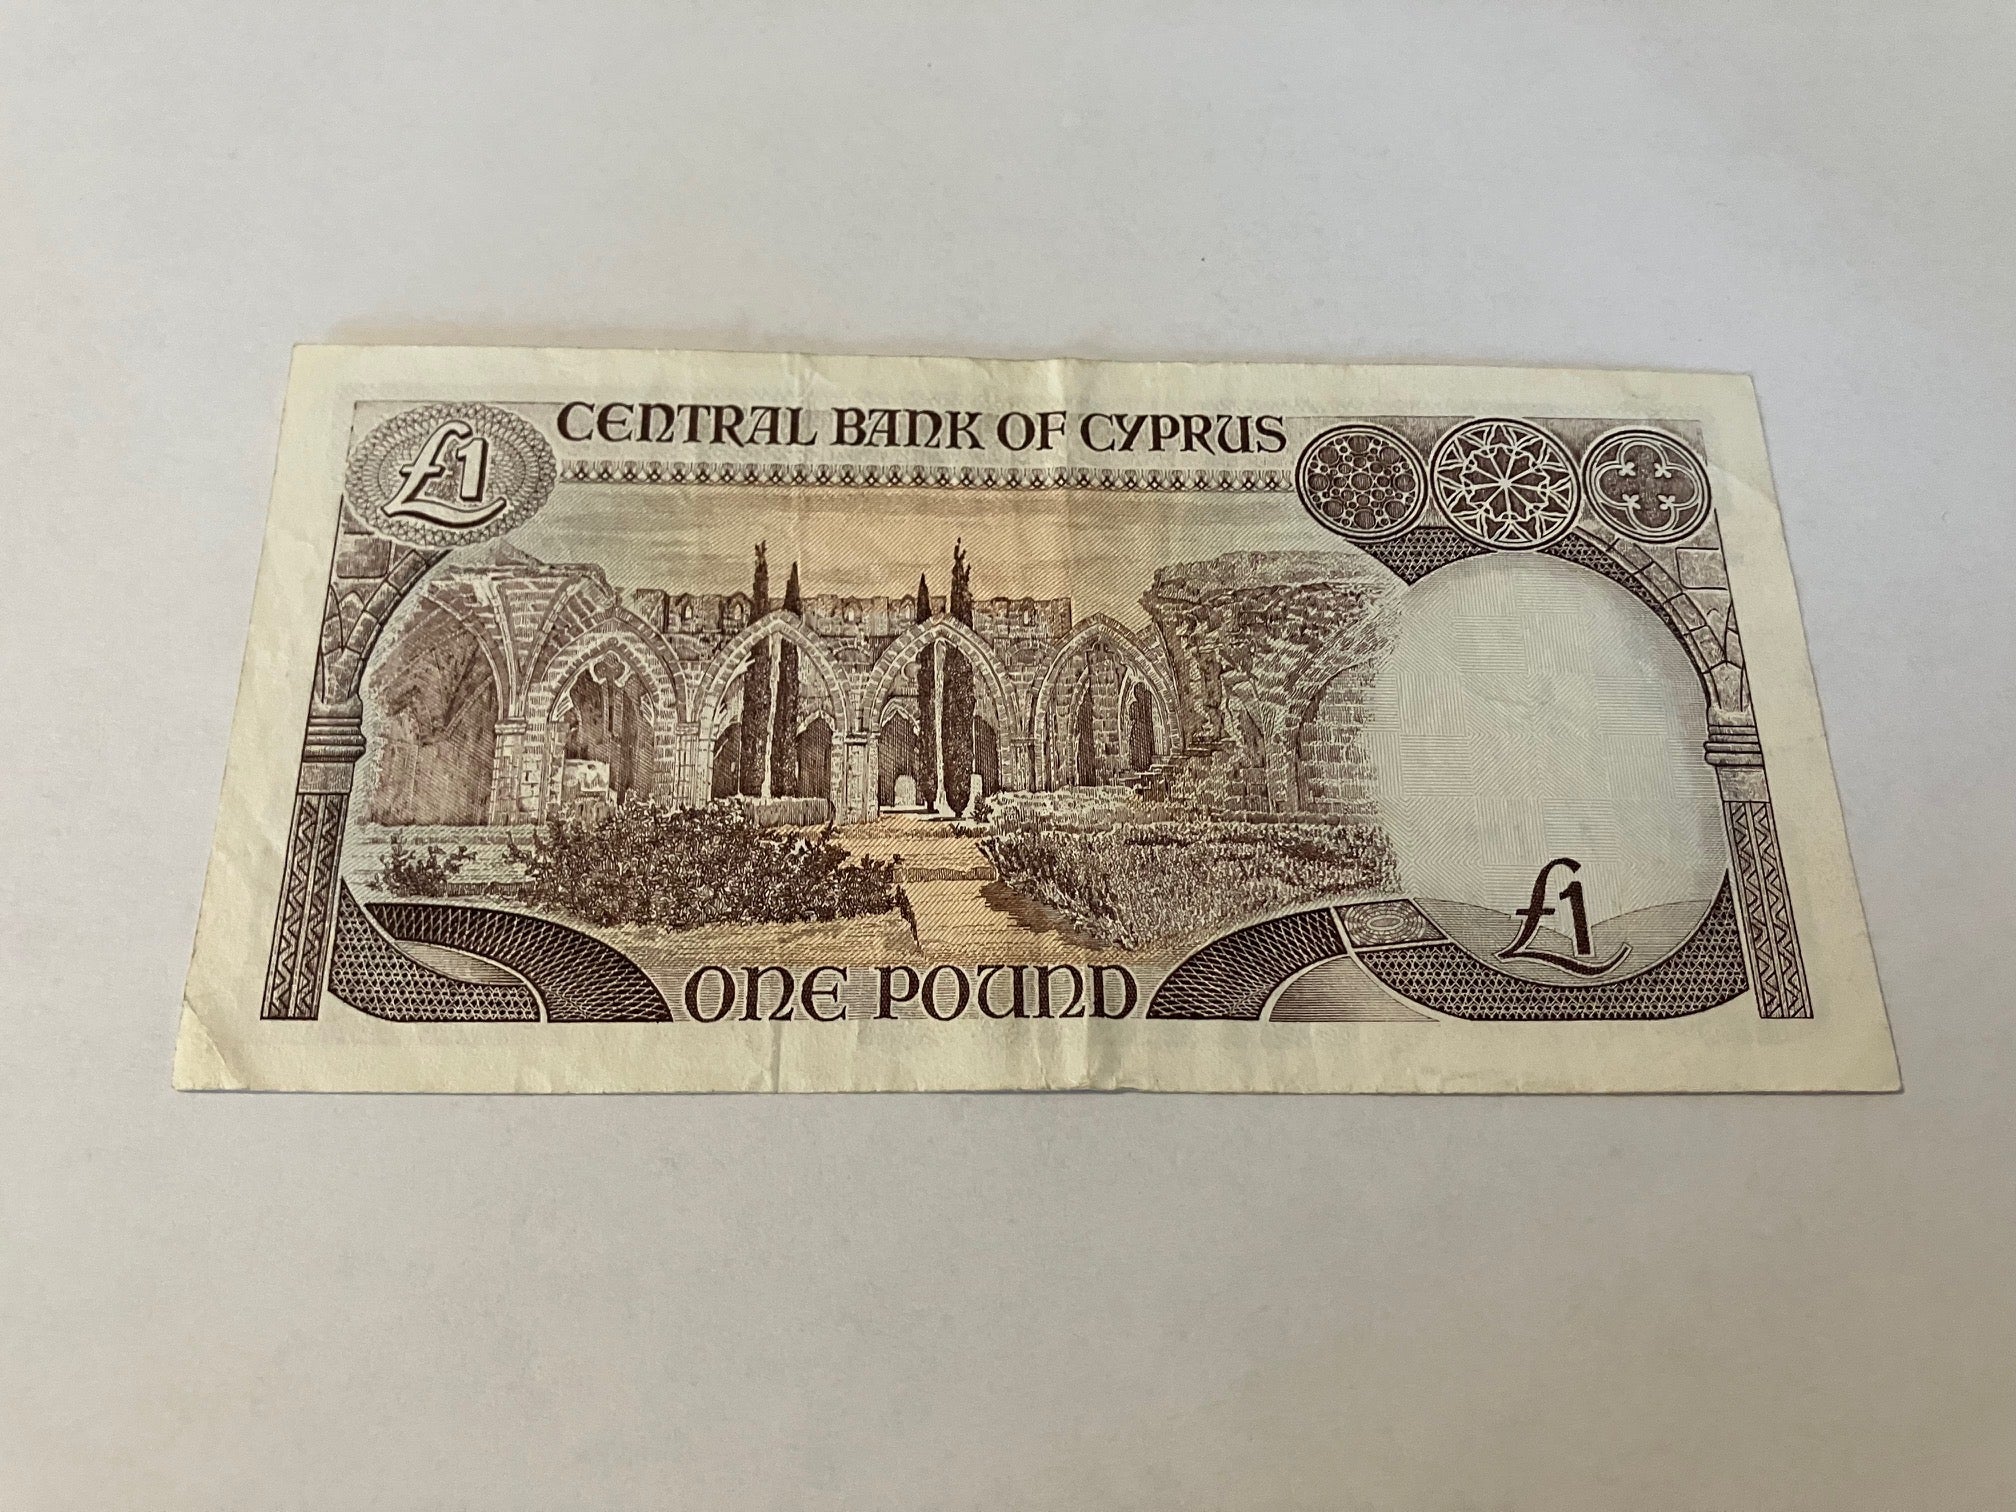 £1
CENTRAL BANK OF CYPRUS
£1
ONE POUND